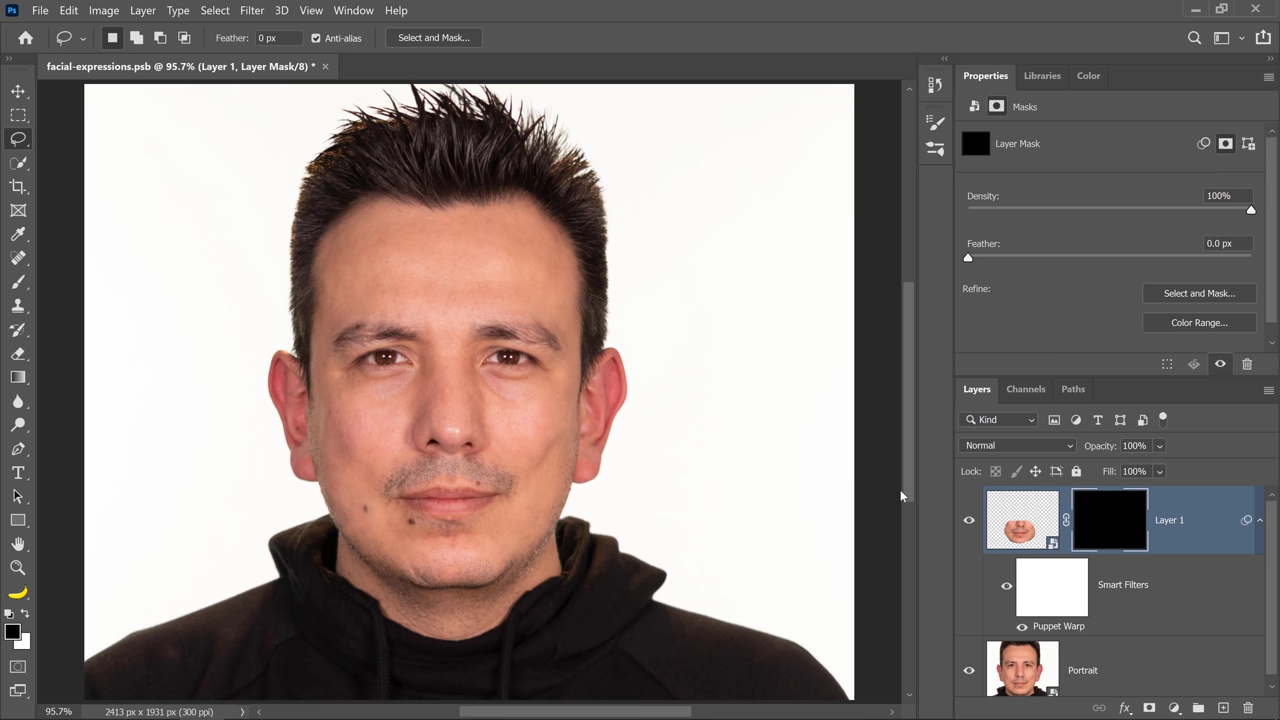 Ps File Edit Image Layer Type Select Filter 3D View Window Help
Feather: 0 px Anti-alias Select and Mask...
facial-expressions.psb @ 95.7% (Layer 1, Layer Mask/8) *
Properties Libraries Color
Masks
Layer Mask
Density: 100%
Feather: 0.0 px
Refine: Select and Mask...
Color Range...
Layers Channels Paths
Kind
Normal Opacity: 100%
Lock: Fill: 100%
Layer 1
Smart Filters
Puppet Warp
Portrait
95.7% 2413 px x 1931 px (300 ppi)